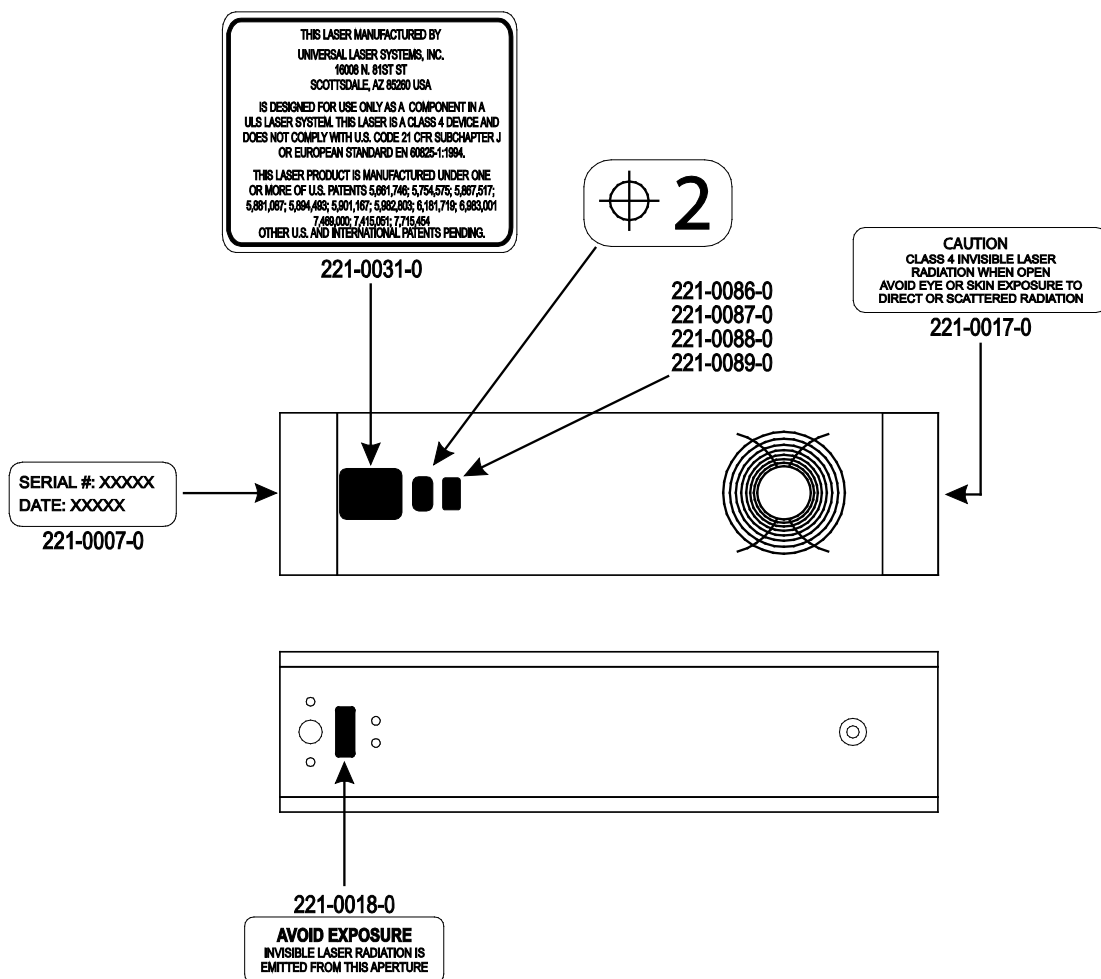 THIS LASER MANUFACTURED BY
UNIVERSAL LASER SYSTEMS, INC.
16008 N. 81ST ST
SCOTTSDALE, AZ 85260 USA
IS DESIGNED FOR USE ONLY AS A COMPONENT IN A
ULS LASER SYSTEM. THIS LASER IS A CLASS 4 DEVICE AND
DOES NOT COMPLY WITH U.S. CODE 21 CFR SUBCHAPTER J
OR EUROPEAN STANDARD EN 60825-1:1994.
THIS LASER PRODUCT IS MANUFACTURED UNDER ONE
OR MORE OF U.S. PATENTS 5,661,746; 5,754,575; 5,867,517;
5,881,087; 5,894,493; 5,901,167; 5,982,803; 6,181,719; 6,983,001
7,469,000; 7,415,051; 7,715,454
OTHER U.S. AND INTERNATIONAL PATENTS PENDING.
221-0031-0
2
221-0086-0
221-0087-0
221-0088-0
221-0089-0
CAUTION
CLASS 4 INVISIBLE LASER
RADIATION WHEN OPEN
AVOID EYE OR SKIN EXPOSURE TO
DIRECT OR SCATTERED RADIATION
221-0017-0
SERIAL #: XXXXX
DATE: XXXXX
221-0007-0
221-0018-0
AVOID EXPOSURE
INVISIBLE LASER RADIATION IS
EMITTED FROM THIS APERTURE